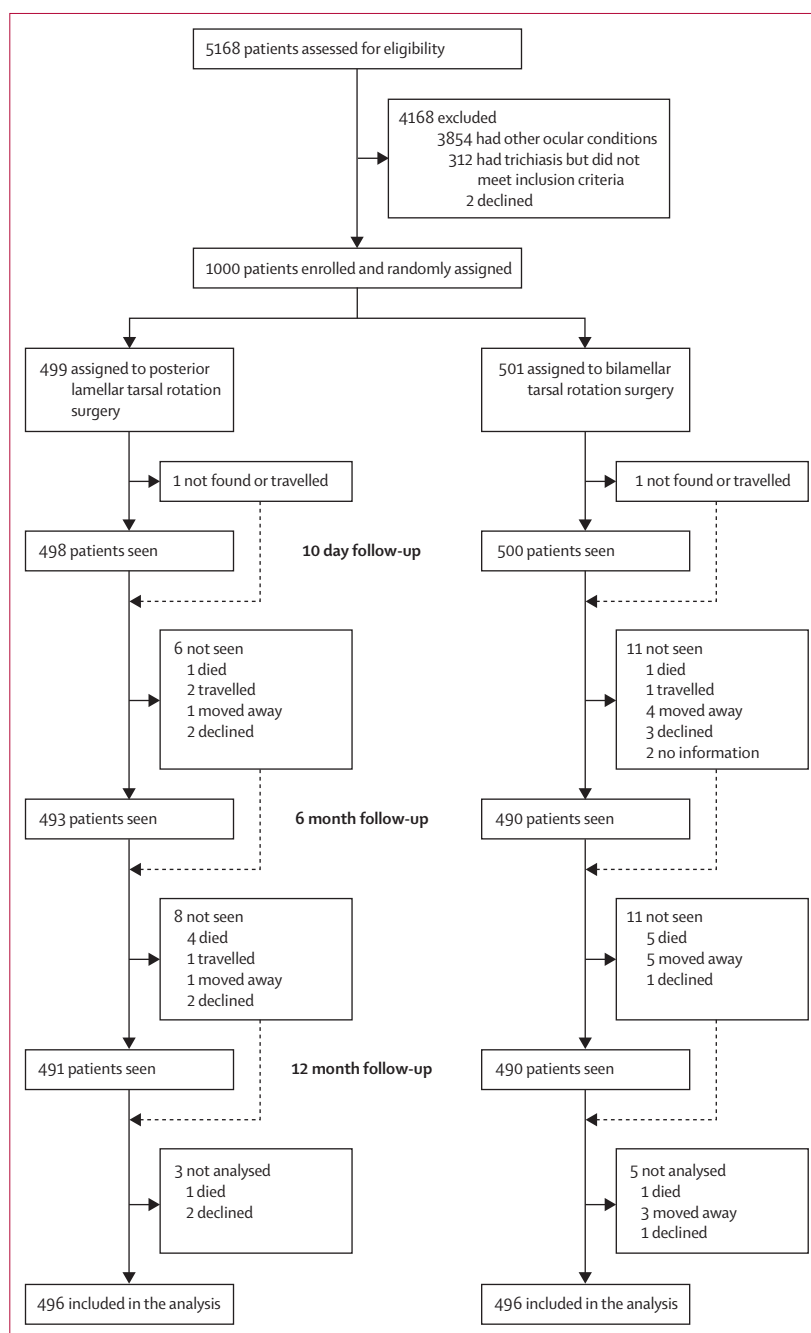 5168 patients assessed for eligibility
4168 excluded
3854 had other ocular conditions
312 had trichiasis but did not
meet inclusion criteria
2 declined
1000 patients enrolled and randomly assigned
499 assigned to posterior
lamellar tarsal rotation
surgery
501 assigned to bilamellar
tarsal rotation surgery
1 not found or travelled
1 not found or travelled
498 patients seen
10 day follow-up
500 patients seen
6 not seen
1 died
2 travelled
1 moved away
2 declined
11 not seen
1 died
1 travelled
4 moved away
3 declined
2 no information
493 patients seen
6 month follow-up
490 patients seen
8 not seen
4 died
1 travelled
1 moved away
2 declined
11 not seen
5 died
5 moved away
1 declined
491 patients seen
12 month follow-up
490 patients seen
3 not analysed
1 died
2 declined
5 not analysed
1 died
3 moved away
1 declined
496 included in the analysis
496 included in the analysis